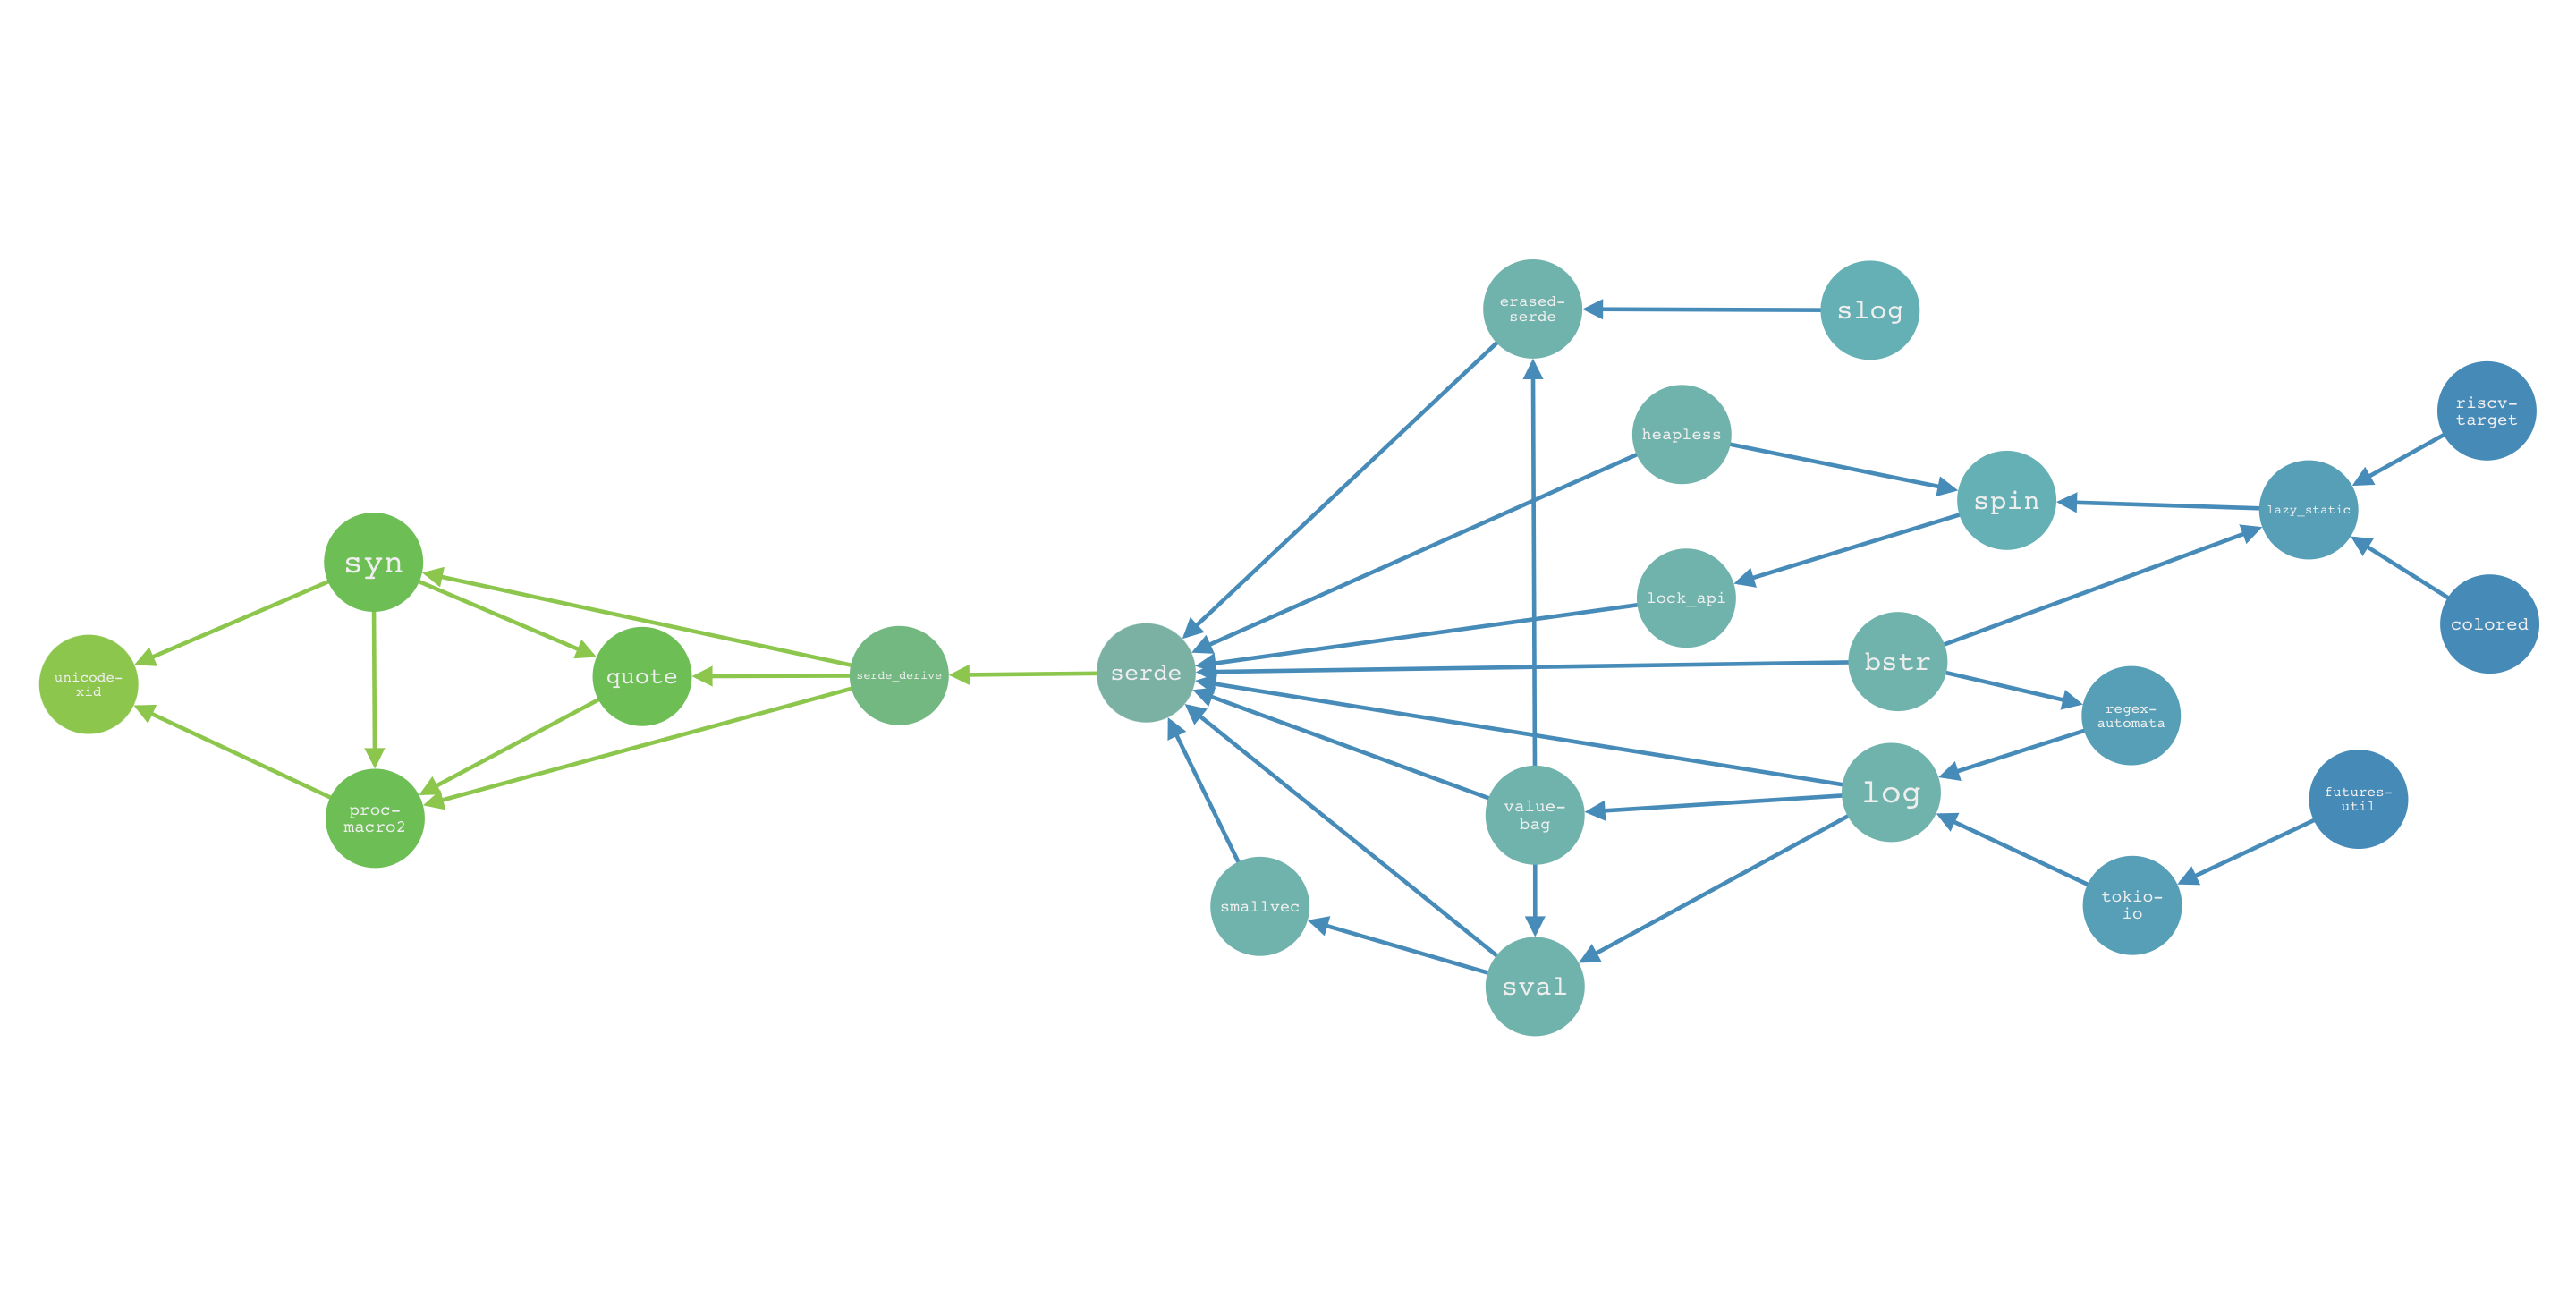 erased-
serde
slog
heapless
riscv-
target
spin
lazy_static
syn
lock_api
colored
unicode-
xid
quote
serde_derive
serde
bstr
regex-
automata
proc-
macro2
value-
bag
log
futures-
util
smallvec
tokio-
io
sval